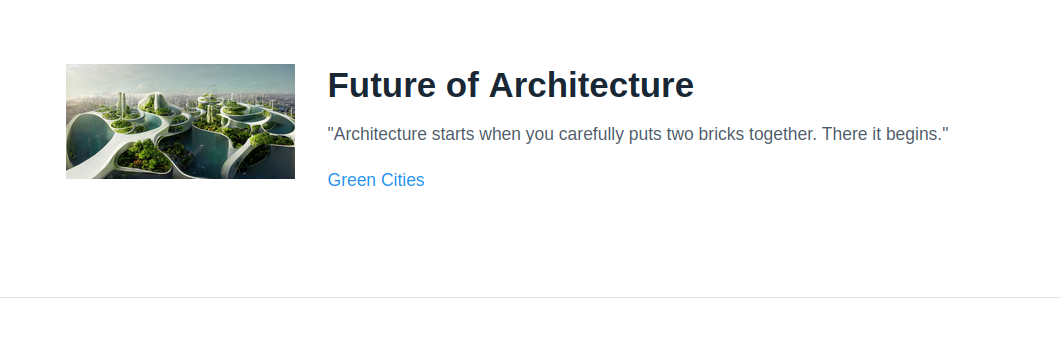 Future of Architecture
"Architecture starts when you carefully puts two bricks together. There it begins."
Green Cities